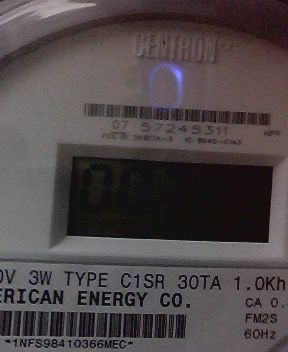 CENTRON
07 57245311
0V 3W TYPE C1SR 30TA 1.0Kh
ERICAN ENERGY CO.
CA 0.
FM2S
60Hz
*1NFS98410366MEC*